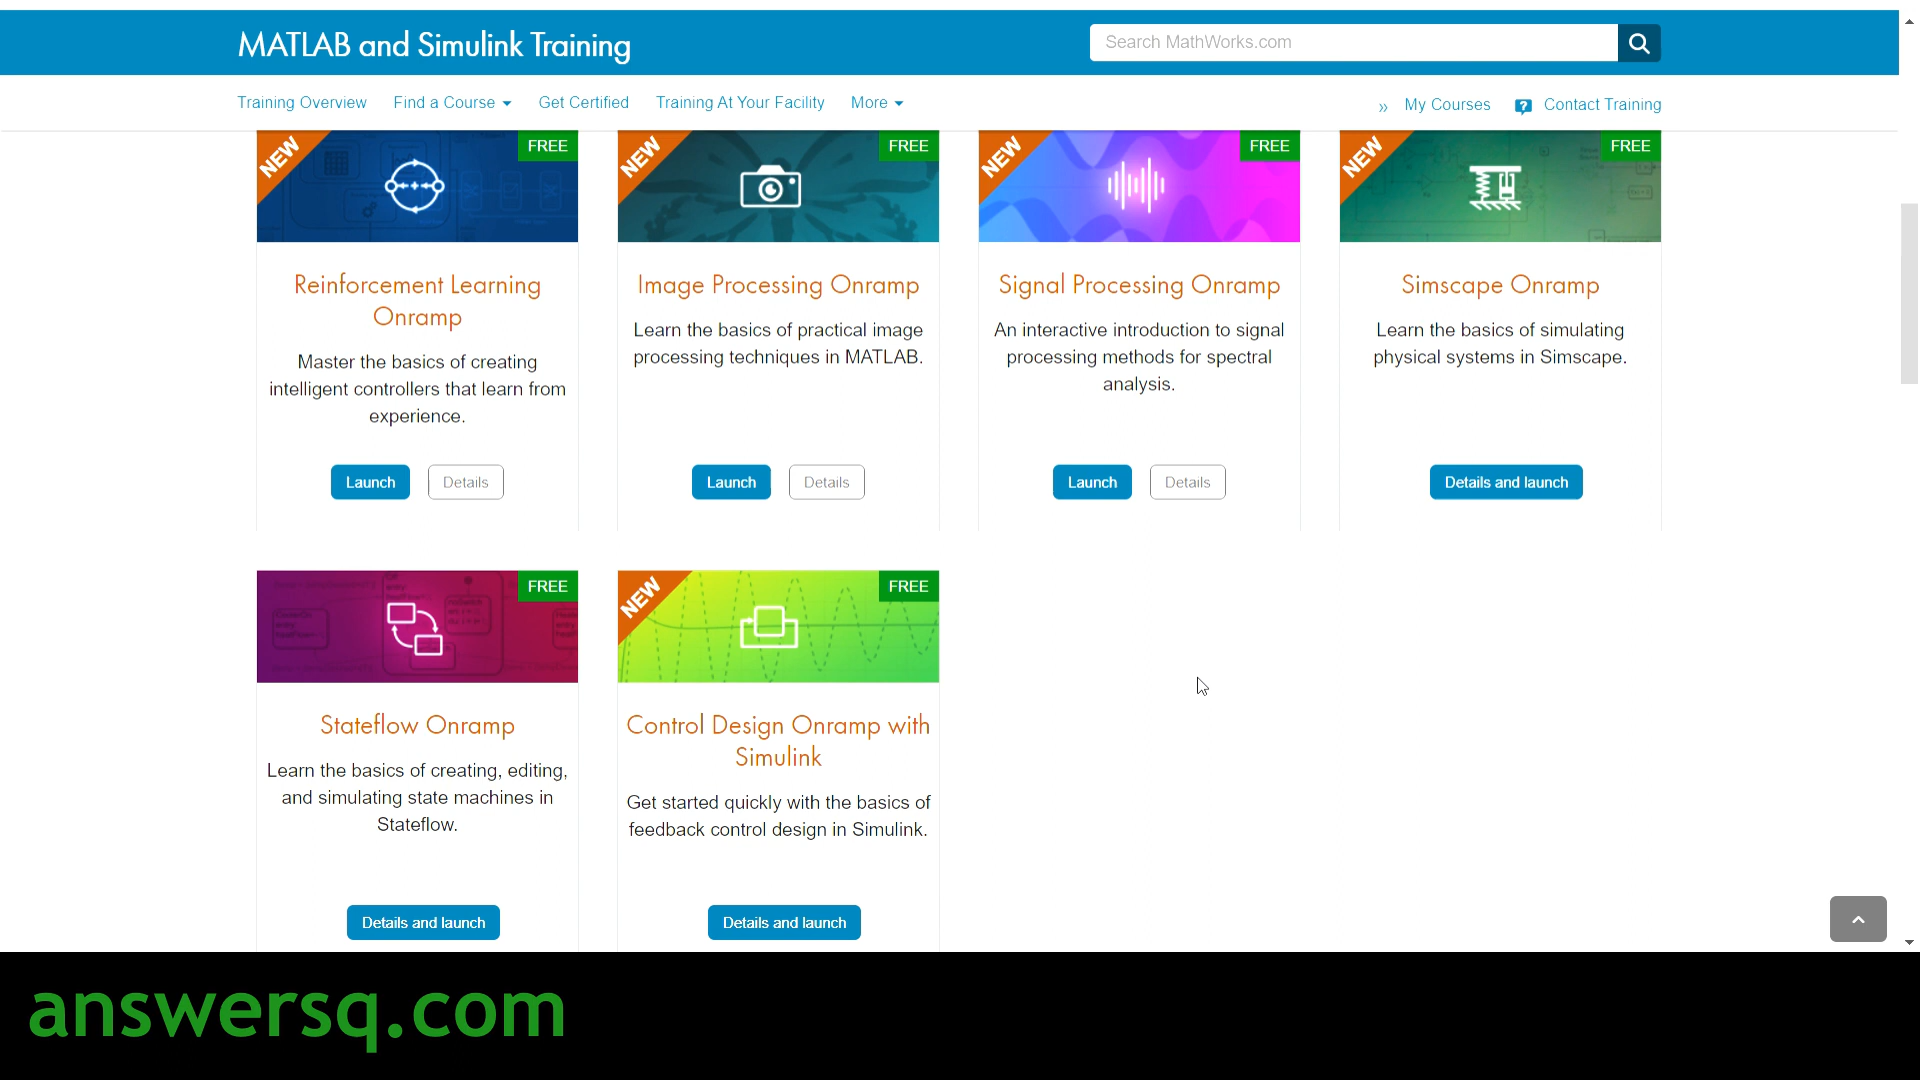 MATLAB and Simulink Training
Search MathWorks.com
Training Overview
Find a Course
Get Certified
Training At Your Facility
More
» My Courses
? Contact Training
NEW
FREE
NEW
FREE
NEW
FREE
NEW
FREE
Reinforcement Learning
Onramp
Master the basics of creating
intelligent controllers that learn from
experience.
Launch
Details
Image Processing Onramp
Learn the basics of practical image
processing techniques in MATLAB.
Launch
Details
Signal Processing Onramp
An interactive introduction to signal
processing methods for spectral
analysis.
Launch
Details
Simscape Onramp
Learn the basics of simulating
physical systems in Simscape.
Details and launch
FREE
Stateflow Onramp
Learn the basics of creating, editing,
and simulating state machines in
Stateflow.
Details and launch
NEW
FREE
Control Design Onramp with
Simulink
Get started quickly with the basics of
feedback control design in Simulink.
Details and launch
answersq.com